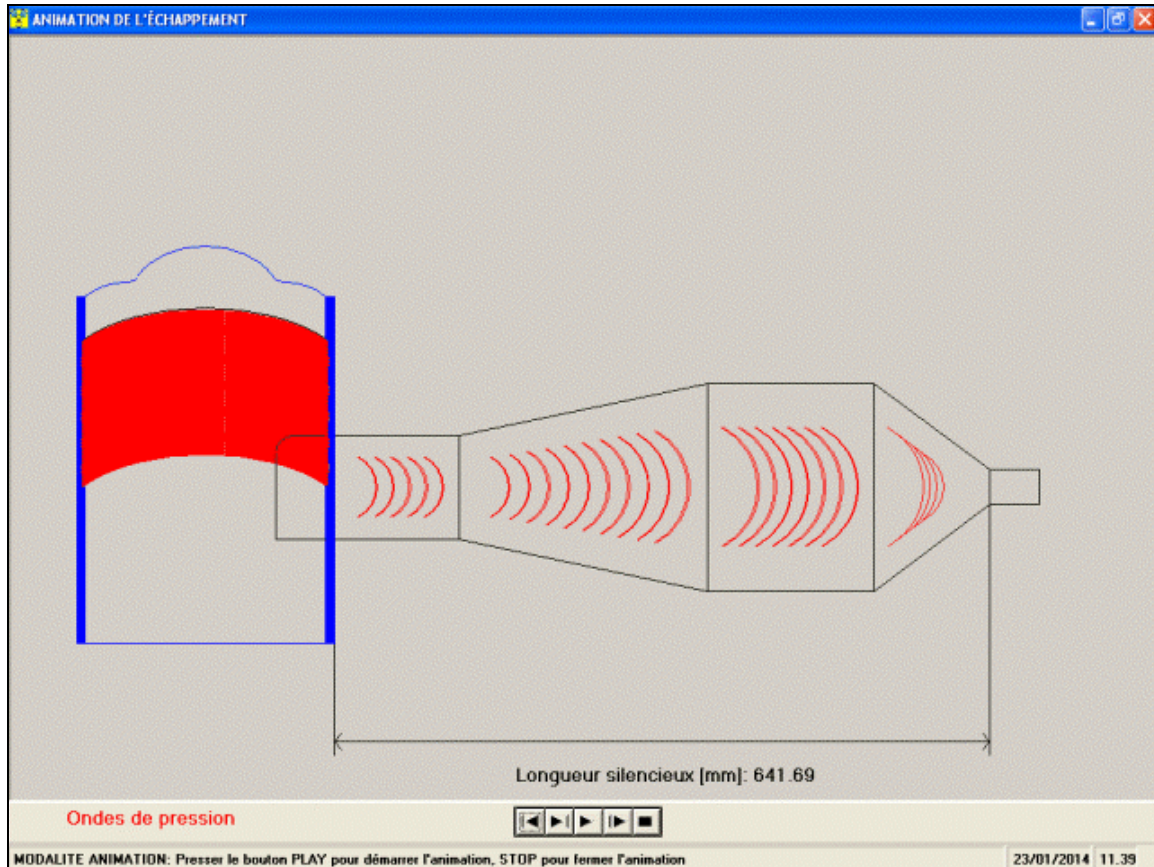 ANIMATION DE L'ÉCHAPPEMENT
Longueur silencieux [mm]: 641.69
Ondes de pression
MODALITE ANIMATION: Presser le bouton PLAY pour démarrer l'animation, STOP pour fermer l'animation
23/01/2014 11.39